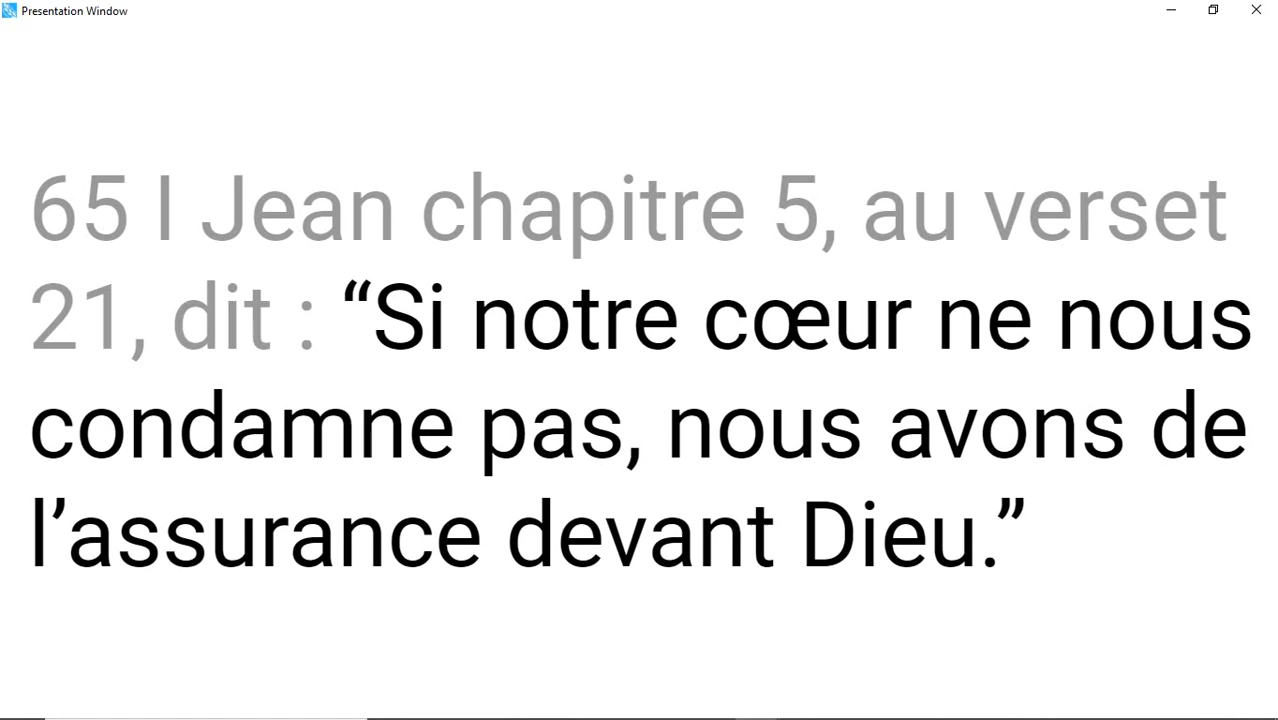 Presentation Window
65 I Jean chapitre 5, au verset
21, dit : “Si notre cœur ne nous
condamne pas, nous avons de
l’assurance devant Dieu.”